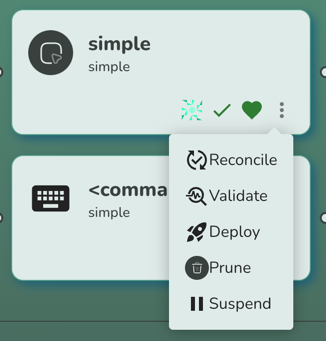 simple
simple
<comma
simple
Reconcile
Validate
Deploy
Prune
Suspend